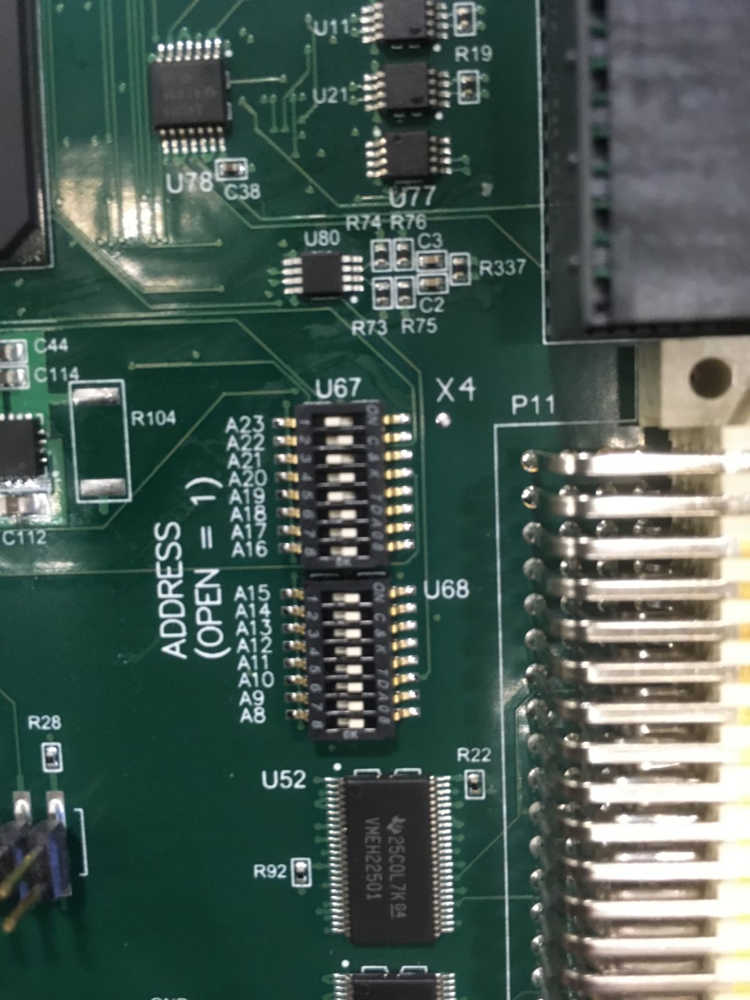 U11
R19
U21
U78
C38
U77
R74 R76
U80
C3
R337
C2
R73 R75
C44
C114
U67
X4
P11
R104
A23
A22
A21
A20
A19
A18
A17
A16
ADDRESS
(OPEN = 1)
C112
ON
1
2
3
4
5
6
7
8
C&K
A15
A14
A13
A12
A11
A10
A9
A8
U68
ON
1
2
3
4
5
6
7
8
C&K
R28
U52
R22
25C0L7K G4
VMEH22501
R92